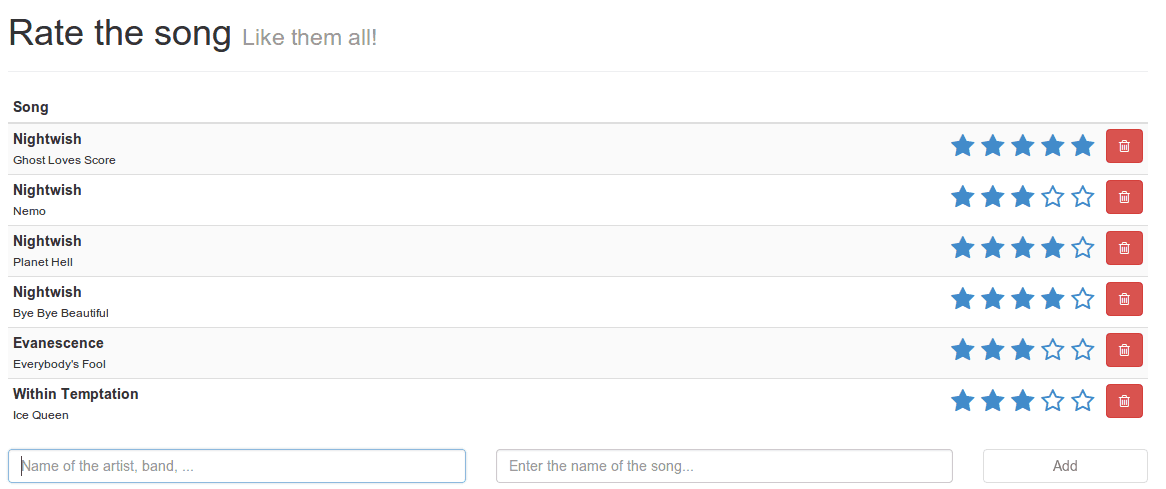 Rate the song Like them all!
Song
Nightwish
Ghost Loves Score
Nightwish
Nemo
Nightwish
Planet Hell
Nightwish
Bye Bye Beautiful
Evanescence
Everybody's Fool
Within Temptation
Ice Queen
Name of the artist, band, ... Enter the name of the song... Add